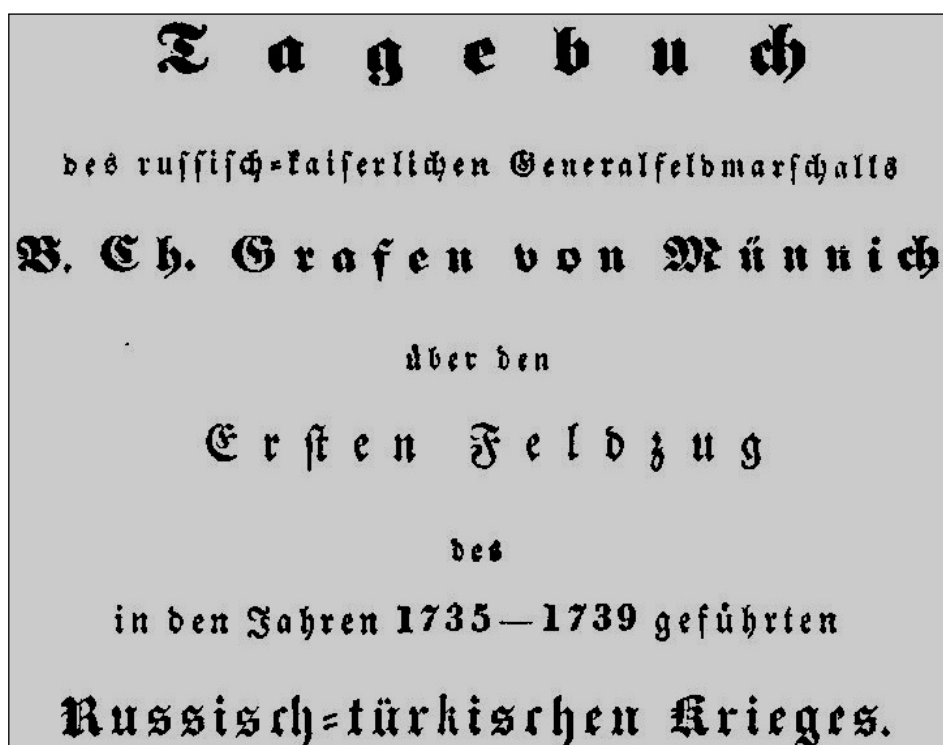 Tagebuch
des russisch-kaiserlichen Generalfeldmarschalls
B. Ch. Grafen von Münnich
über den
Ersten Feldzug
des
in den Jahren 1735—1739 geführten
Russisch-türkischen Krieges.